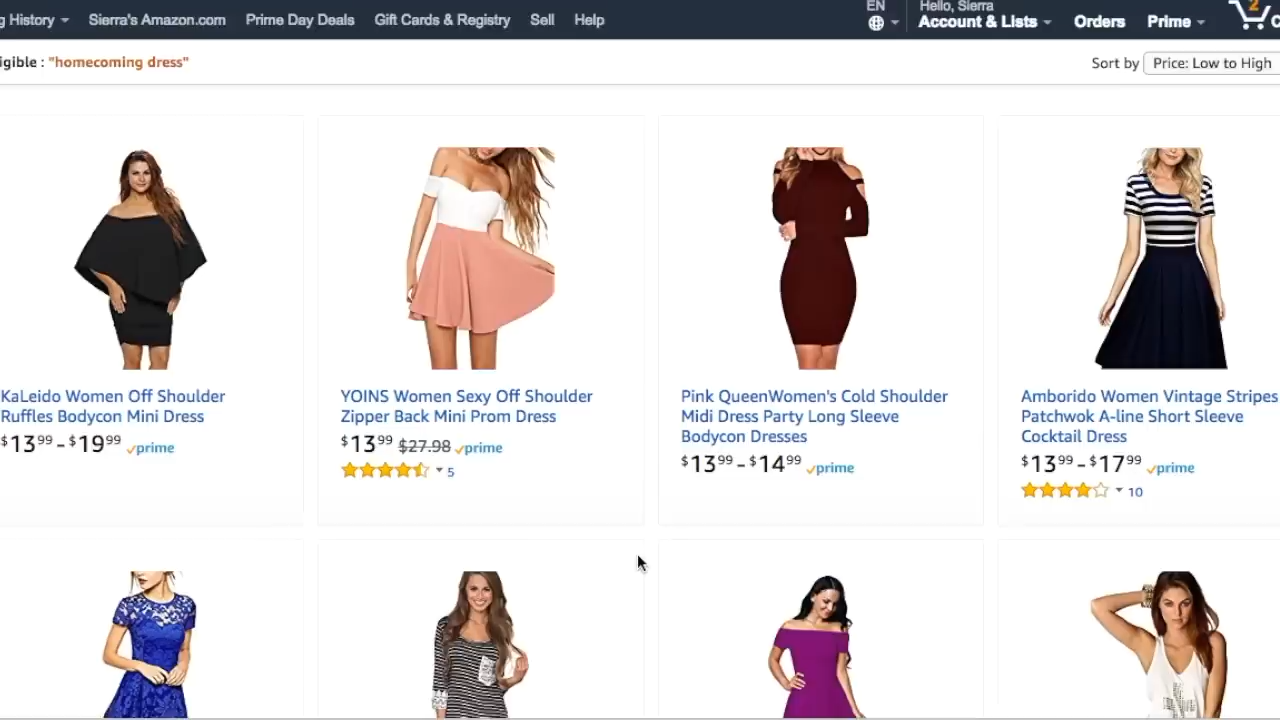 g History Sierra's Amazon.com Prime Day Deals Gift Cards & Registry Sell Help EN Hello, Sierra Account & Lists Orders Prime 2 C
igible : "homecoming dress" Sort by Price: Low to High
KaLeido Women Off Shoulder
Ruffles Bodycon Mini Dress
$13 99 - $19 99 prime
YOINS Women Sexy Off Shoulder
Zipper Back Mini Prom Dress
$13 99 $27.98 prime
5
Pink QueenWomen's Cold Shoulder
Midi Dress Party Long Sleeve
Bodycon Dresses
$13 99 - $14 99 prime
Amborido Women Vintage Stripes
Patchwok A-line Short Sleeve
Cocktail Dress
$13 99 - $17 99 prime
10